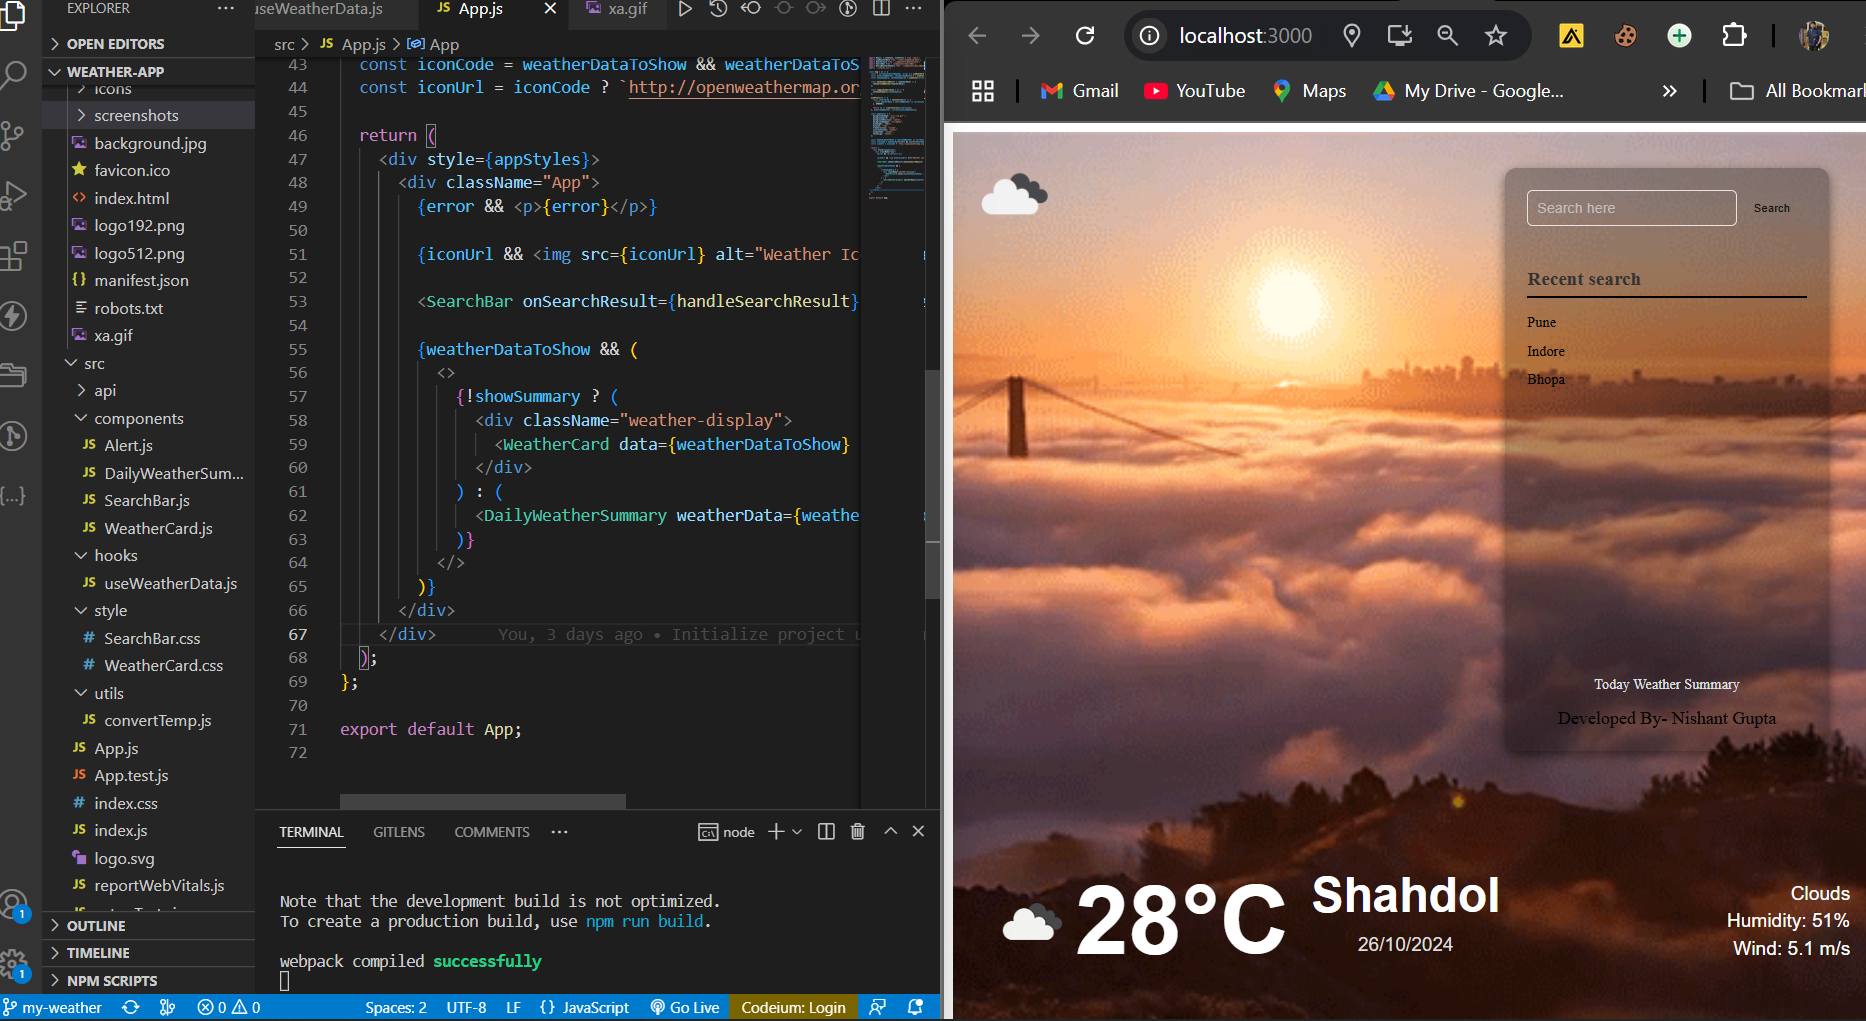 EXPLORER
OPEN EDITORS
WEATHER-APP
icons
screenshots
background.jpg
favicon.ico
index.html
logo192.png
logo512.png
manifest.json
robots.txt
xa.gif
src
api
components
Alert.js
DailyWeatherSum...
SearchBar.js
WeatherCard.js
hooks
useWeatherData.js
style
SearchBar.css
WeatherCard.css
utils
convertTemp.js
App.js
App.test.js
index.css
index.js
logo.svg
reportWebVitals.js
OUTLINE
TIMELINE
NPM SCRIPTS
useWeatherData.js App.js xa.gif
src > JS App.js > App
43 const iconCode = weatherDataToShow && weatherDataToS
44 const iconUrl = iconCode ? `http://openweathermap.or
45
46 return (
47 <div style={appStyles}>
48 <div className="App">
49 {error && <p>{error}</p>}
50
51 {iconUrl && <img src={iconUrl} alt="Weather Ic
52
53 <SearchBar onSearchResult={handleSearchResult}
54
55 {weatherDataToShow && (
56 <>
57 {!showSummary ? (
58 <div className="weather-display">
59 <WeatherCard data={weatherDataToShow}
60 </div>
61 ) : (
62 <DailyWeatherSummary weatherData={weathe
63 )}
64 </>
65 )}
66 </div>
67 </div> You, 3 days ago • Initialize project u
68 );
69 };
70
71 export default App;
72
TERMINAL GITLENS COMMENTS
node
Note that the development build is not optimized.
To create a production build, use npm run build.
webpack compiled successfully
my-weather 0 0 Spaces: 2 UTF-8 LF {} JavaScript Go Live Codeium: Login
1
1
localhost:3000
Gmail YouTube Maps My Drive - Google... » All Bookmark
Search here Search
Recent search
Pune
Indore
Bhopa
Today Weather Summary
Developed By- Nishant Gupta
28°C Shahdol
26/10/2024
Clouds
Humidity: 51%
Wind: 5.1 m/s